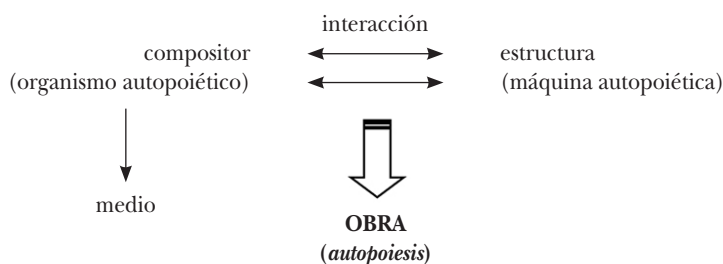 interacción
compositor estructura
(organismo autopoiético) (máquina autopoiética)
medio
OBRA
(autopoiesis)